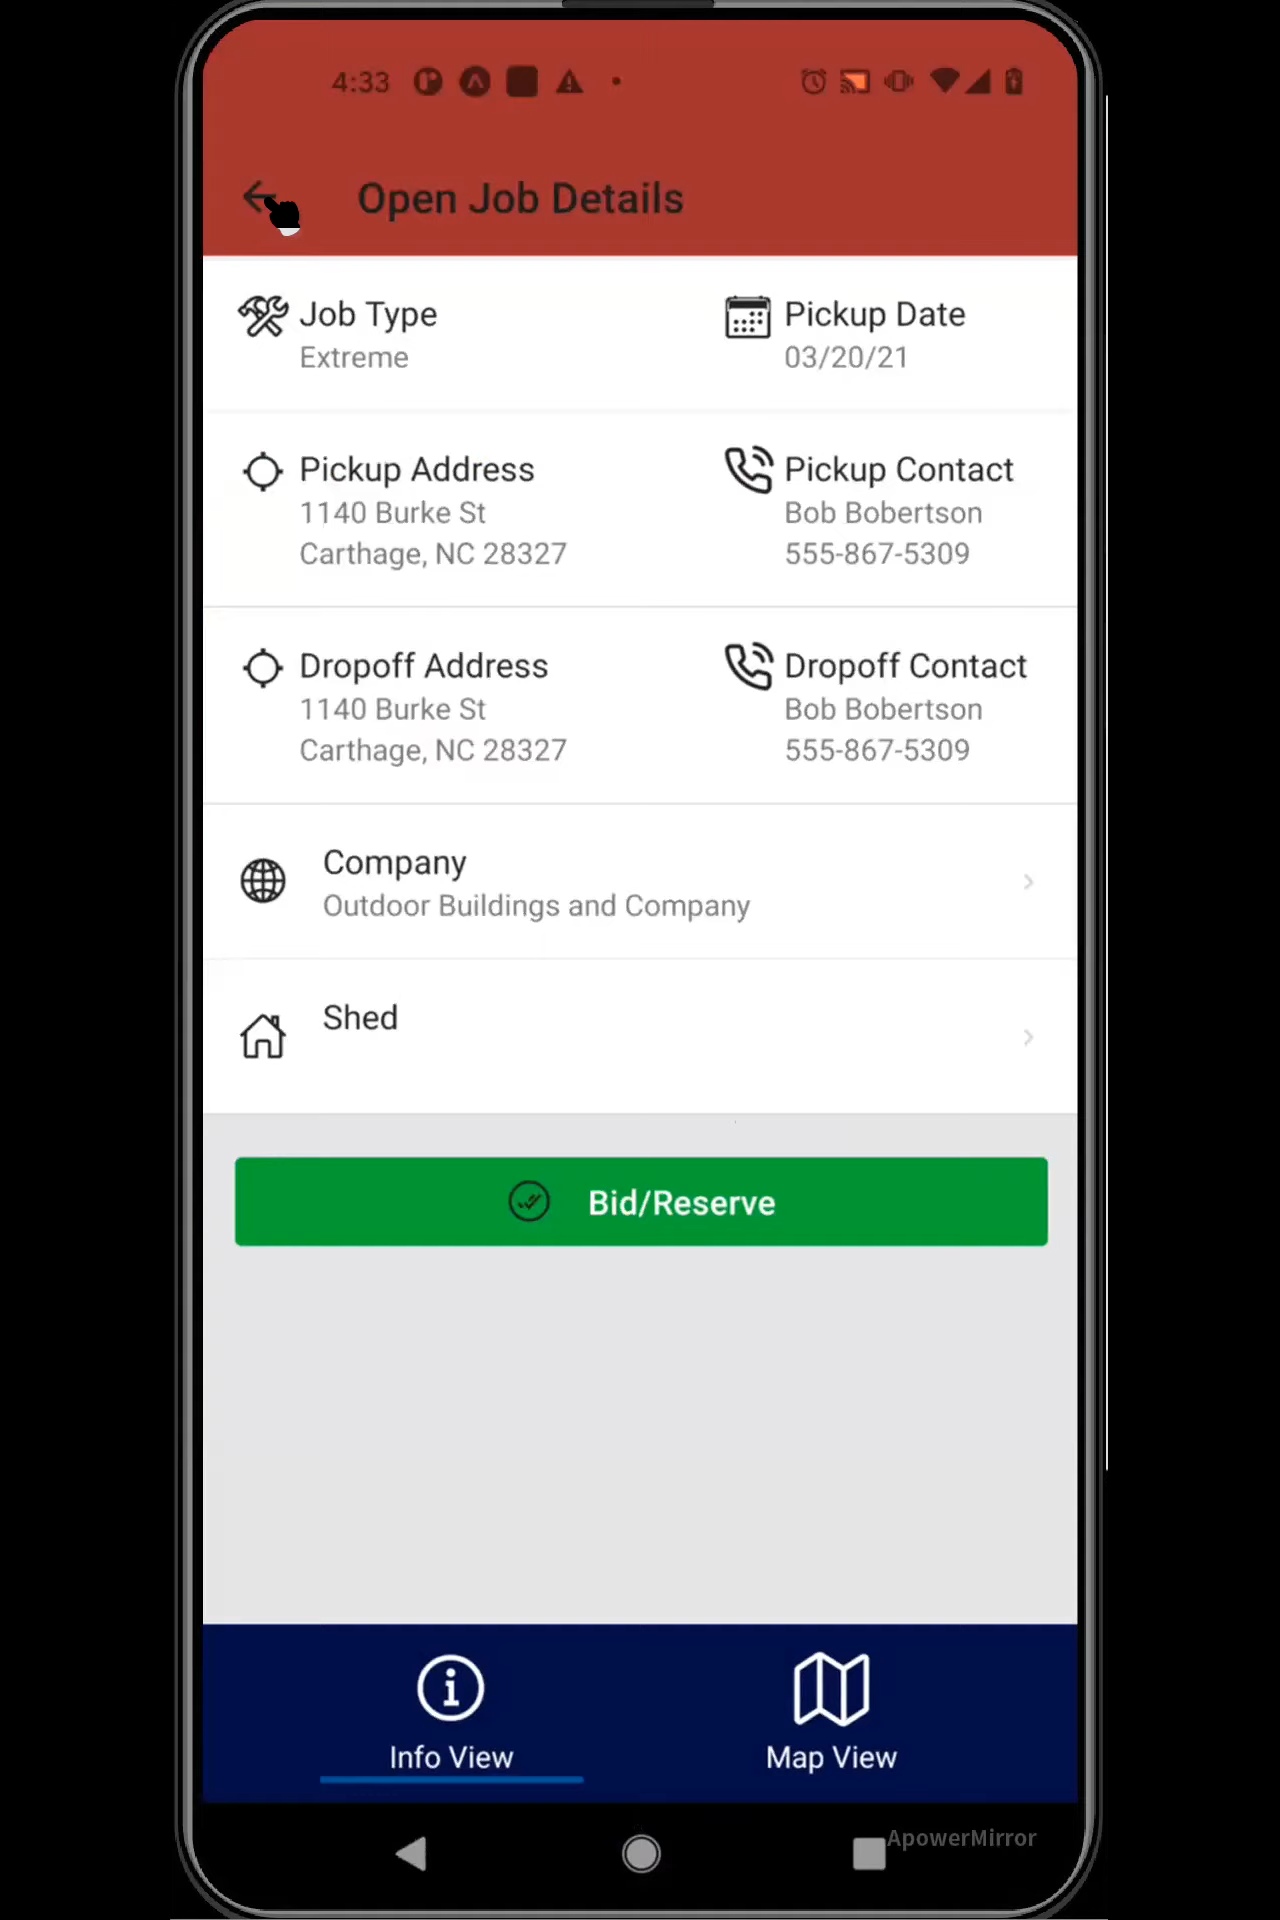 4:33
Open Job Details
Job Type
Extreme
Pickup Date
03/20/21
Pickup Address
1140 Burke St
Carthage, NC 28327
Pickup Contact
Bob Bobertson
555-867-5309
Dropoff Address
1140 Burke St
Carthage, NC 28327
Dropoff Contact
Bob Bobertson
555-867-5309
Company
Outdoor Buildings and Company
Shed
Bid/Reserve
Info View
Map View
ApowerMirror